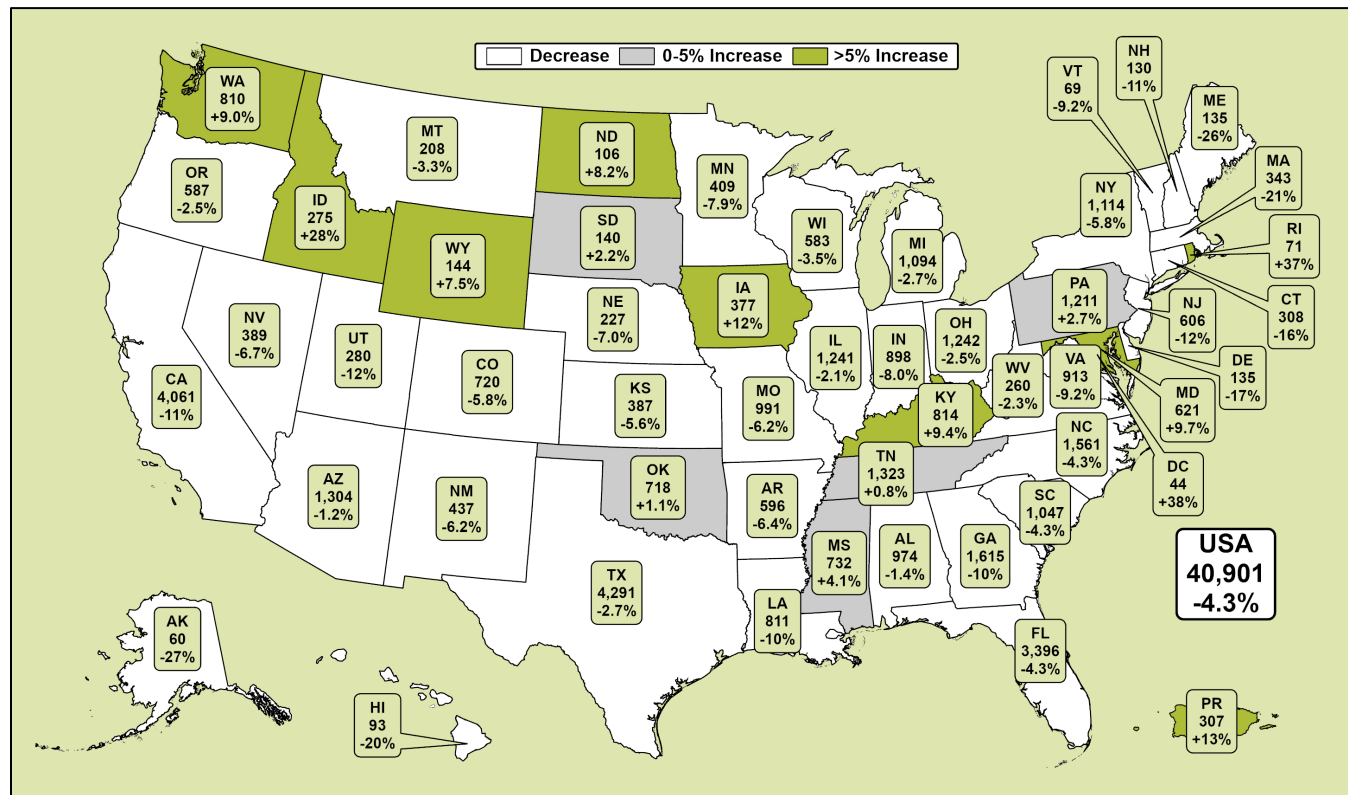 Decrease
0-5% Increase
>5% Increase
WA
810
+9.0%
OR
587
-2.5%
CA
4,061
-11%
NV
389
-6.7%
ID
275
+28%
MT
208
-3.3%
WY
144
+7.5%
UT
280
-12%
CO
720
-5.8%
AZ
1,304
-1.2%
NM
437
-6.2%
ND
106
+8.2%
SD
140
+2.2%
NE
227
-7.0%
KS
387
-5.6%
OK
718
+1.1%
TX
4,291
-2.7%
MN
409
-7.9%
IA
377
+12%
MO
991
-6.2%
AR
596
-6.4%
LA
811
-10%
WI
583
-3.5%
IL
1,241
-2.1%
MI
1,094
-2.7%
IN
898
-8.0%
OH
1,242
-2.5%
KY
814
+9.4%
TN
1,323
+0.8%
MS
732
+4.1%
AL
974
-1.4%
GA
1,615
-10%
FL
3,396
-4.3%
SC
1,047
-4.3%
NC
1,561
-4.3%
VA
913
-9.2%
WV
260
-2.3%
PA
1,211
+2.7%
NY
1,114
-5.8%
VT
69
-9.2%
NH
130
-11%
ME
135
-26%
MA
343
-21%
RI
71
+37%
CT
308
-16%
NJ
606
-12%
DE
135
-17%
MD
621
+9.7%
DC
44
+38%
USA
40,901
-4.3%
AK
60
-27%
HI
93
-20%
PR
307
+13%